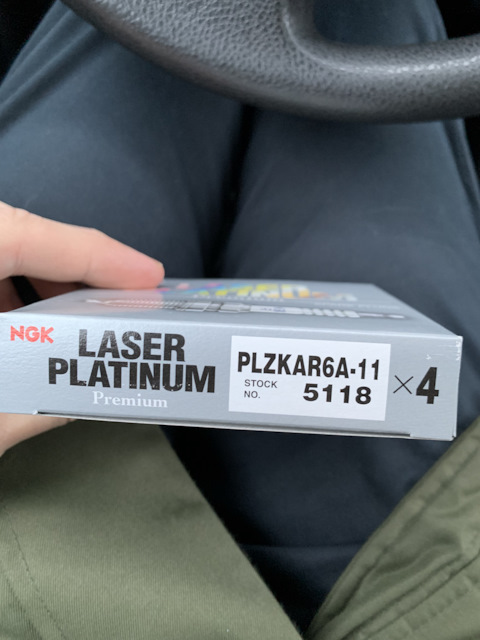 NGK
LASER
PLATINUM
Premium
PLZKAR6A-11
STOCK
NO.
5118
×4